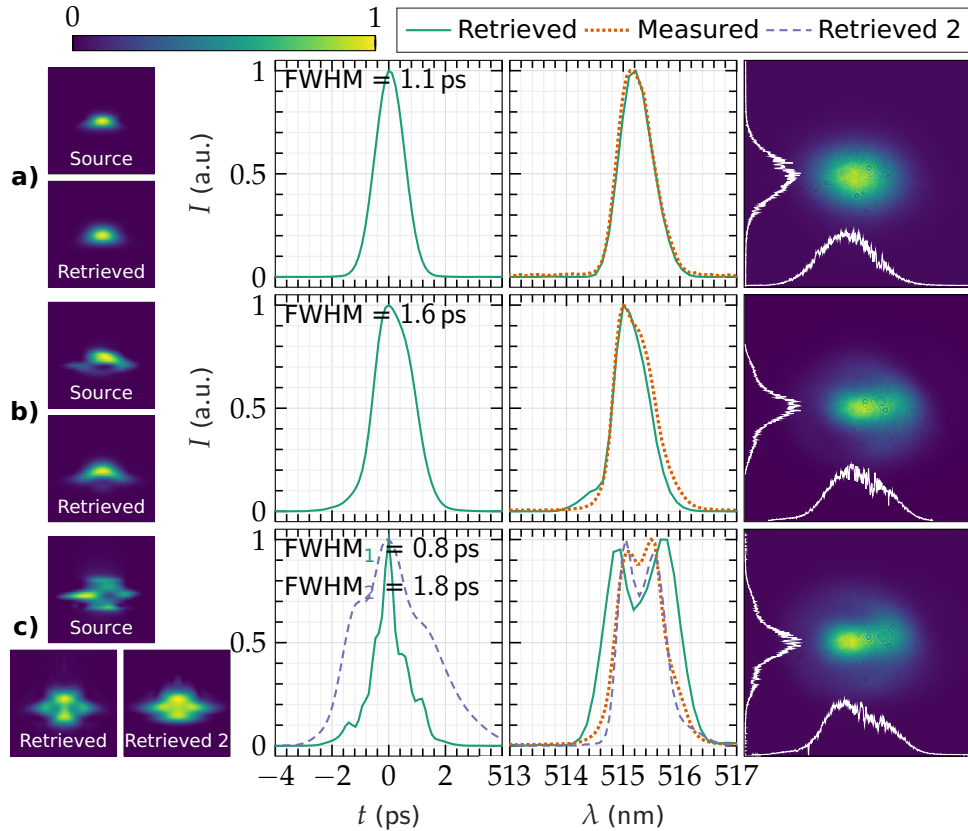 0 1
Retrieved Measured Retrieved 2
a)
Source
Retrieved
I (a.u.)
1
0.5
0
FWHM = 1.1 ps
b)
Source
Retrieved
I (a.u.)
1
0.5
0
FWHM = 1.6 ps
c)
Source
Retrieved Retrieved 2
1
0.5
0
FWHM₁ = 0.8 ps
FWHM₂ = 1.8 ps
−4 −2 0 2 513 514 515 516 517
t (ps) λ (nm)